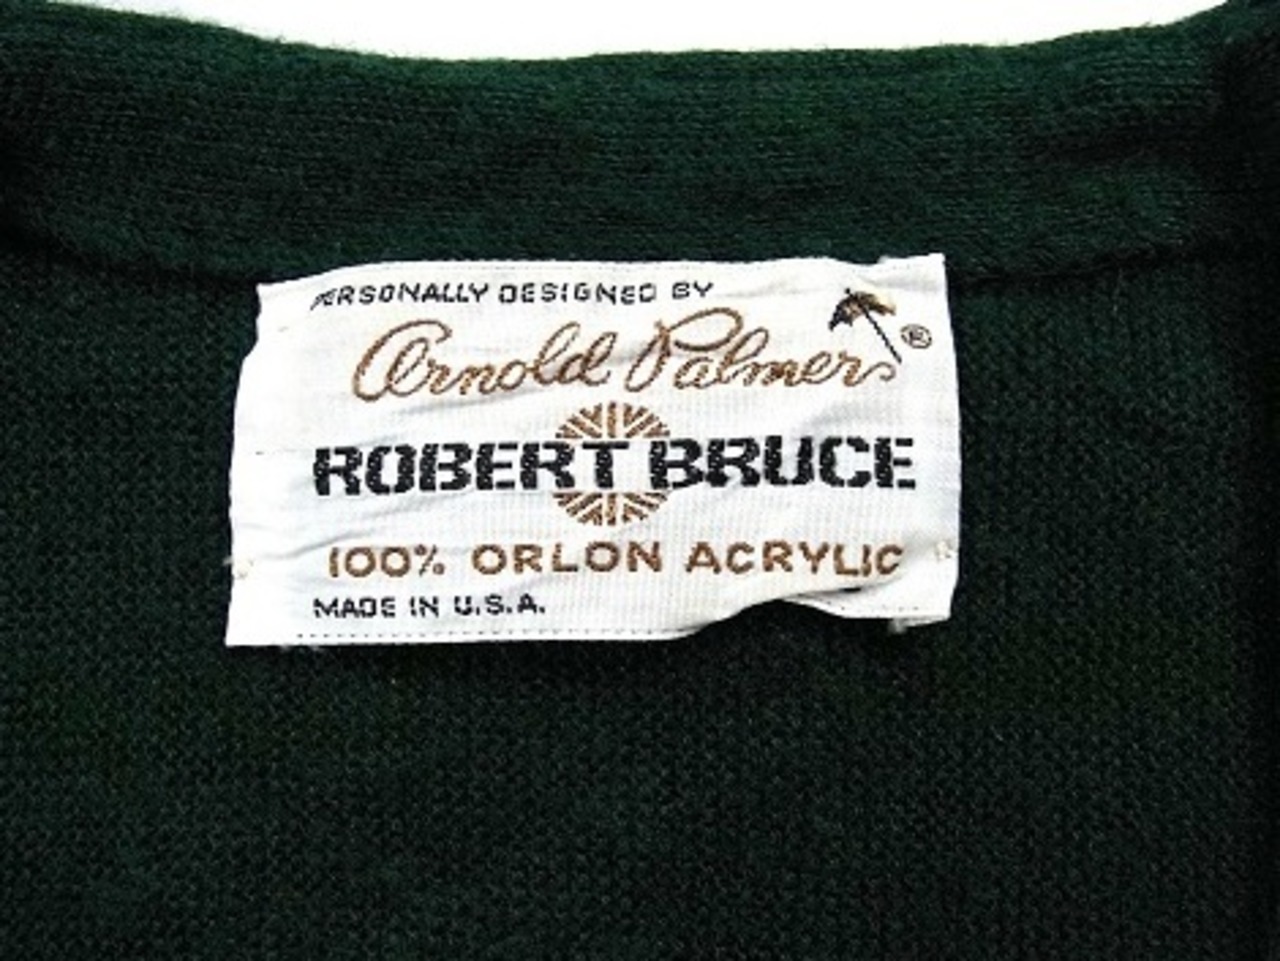 PERSONALLY DESIGNED BY
Arnold Palmer ®
ROBERT BRUCE
100% ORLON ACRYLIC
MADE IN U.S.A.